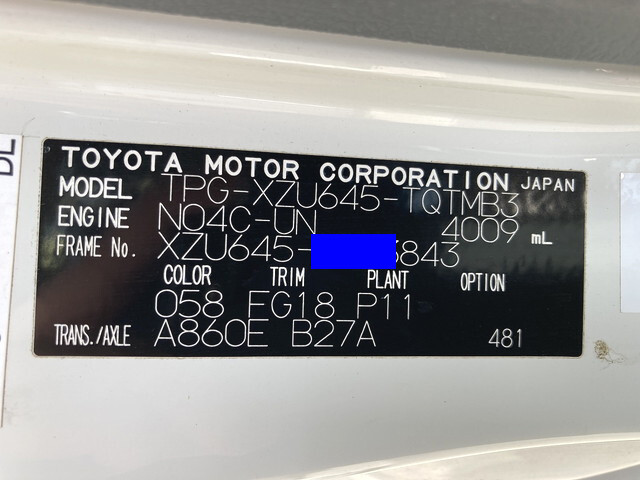 TOYOTA MOTOR CORPORATION JAPAN
MODEL TPG-XZU645-TQTMB3
ENGINE N04C-UN 4009 mL
FRAME No. XZU645- 843
COLOR TRIM PLANT OPTION
058 FG18 P11
TRANS./AXLE A860E B27A 481
DL